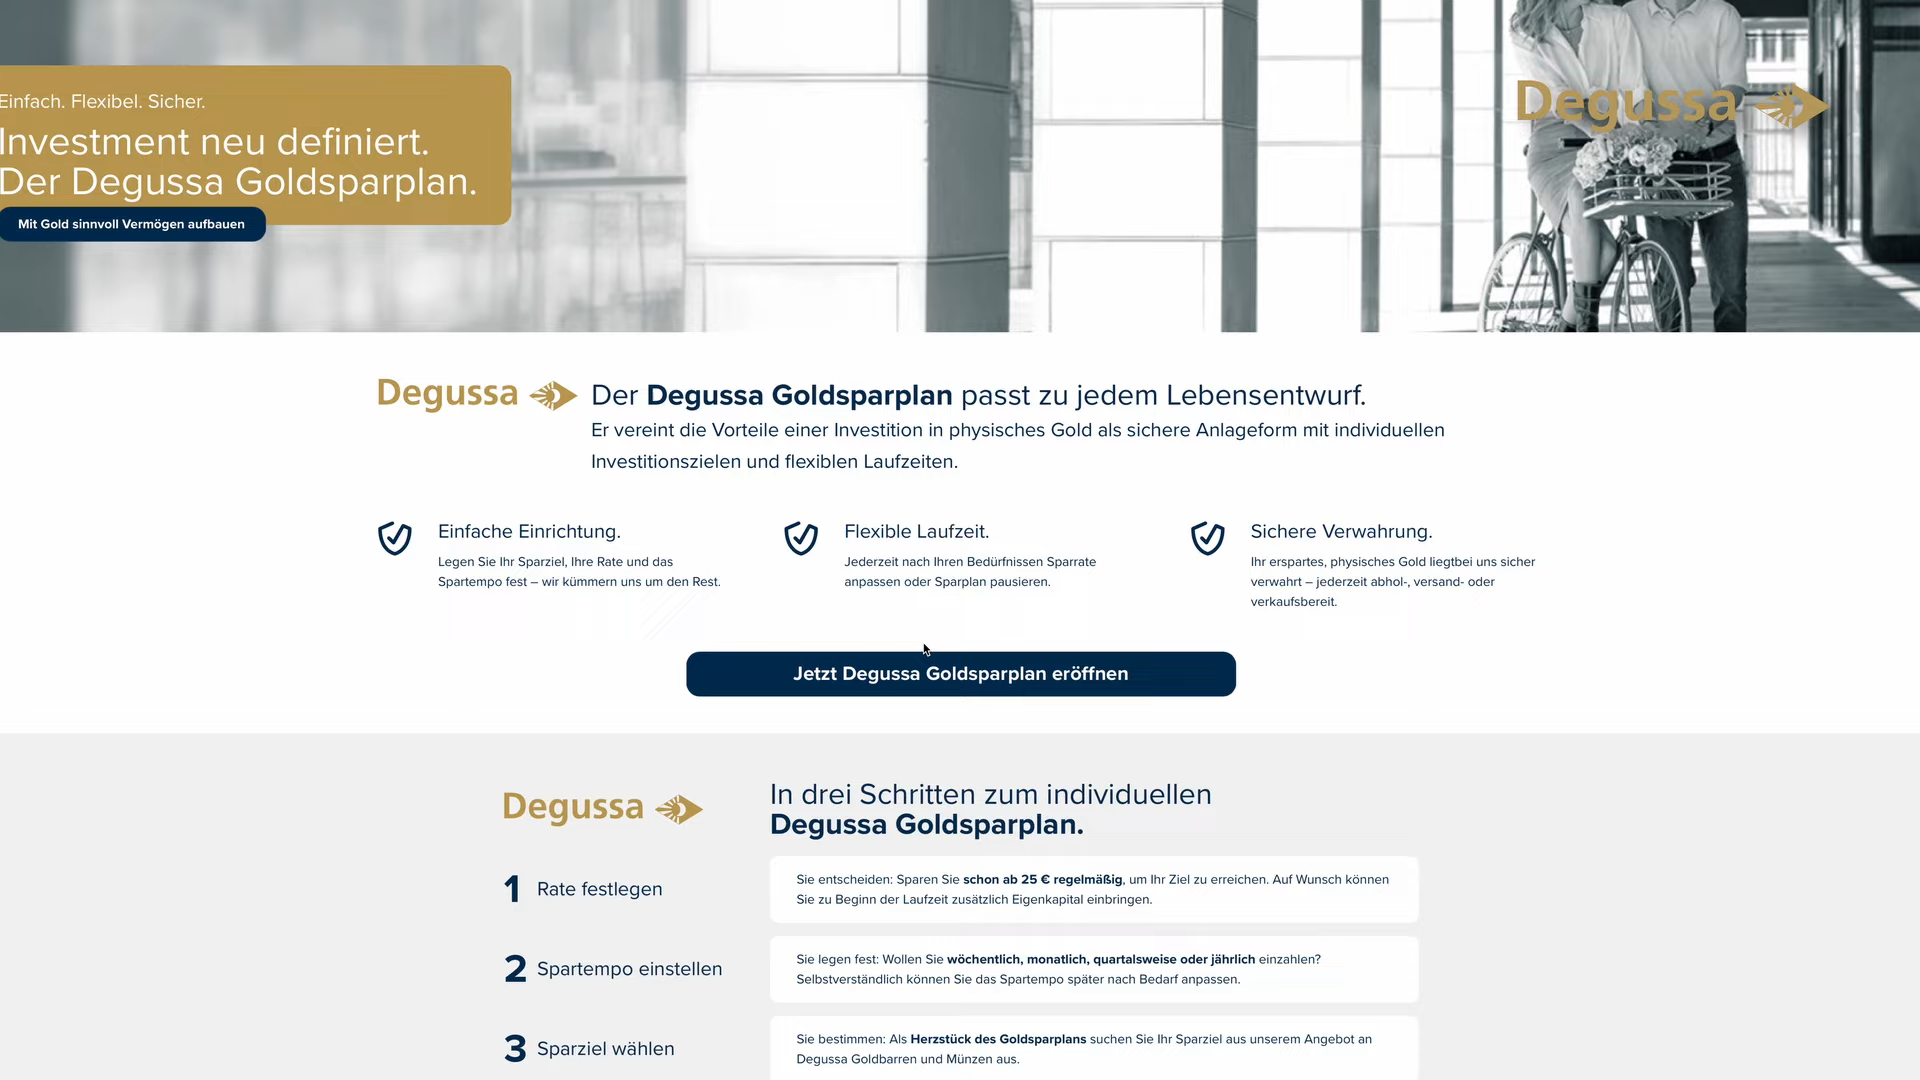 Einfach. Flexibel. Sicher.
Investment neu definiert.
Der Degussa Goldsparplan.
Mit Gold sinnvoll Vermögen aufbauen
Degussa
Degussa
Der Degussa Goldsparplan passt zu jedem Lebensentwurf.
Er vereint die Vorteile einer Investition in physisches Gold als sichere Anlageform mit individuellen
Investitionszielen und flexiblen Laufzeiten.
Einfache Einrichtung.
Legen Sie Ihr Sparziel, Ihre Rate und das
Spartempo fest – wir kümmern uns um den Rest.
Flexible Laufzeit.
Jederzeit nach Ihren Bedürfnissen Sparrate
anpassen oder Sparplan pausieren.
Sichere Verwahrung.
Ihr erspartes, physisches Gold liegtbei uns sicher
verwahrt – jederzeit abhol-, versand- oder
verkaufsbereit.
Jetzt Degussa Goldsparplan eröffnen
Degussa
In drei Schritten zum individuellen
Degussa Goldsparplan.
1 Rate festlegen
Sie entscheiden: Sparen Sie schon ab 25 € regelmäßig, um Ihr Ziel zu erreichen. Auf Wunsch können
Sie zu Beginn der Laufzeit zusätzlich Eigenkapital einbringen.
2 Spartempo einstellen
Sie legen fest: Wollen Sie wöchentlich, monatlich, quartalsweise oder jährlich einzahlen?
Selbstverständlich können Sie das Spartempo später nach Bedarf anpassen.
3 Sparziel wählen
Sie bestimmen: Als Herzstück des Goldsparplans suchen Sie Ihr Sparziel aus unserem Angebot an
Degussa Goldbarren und Münzen aus.